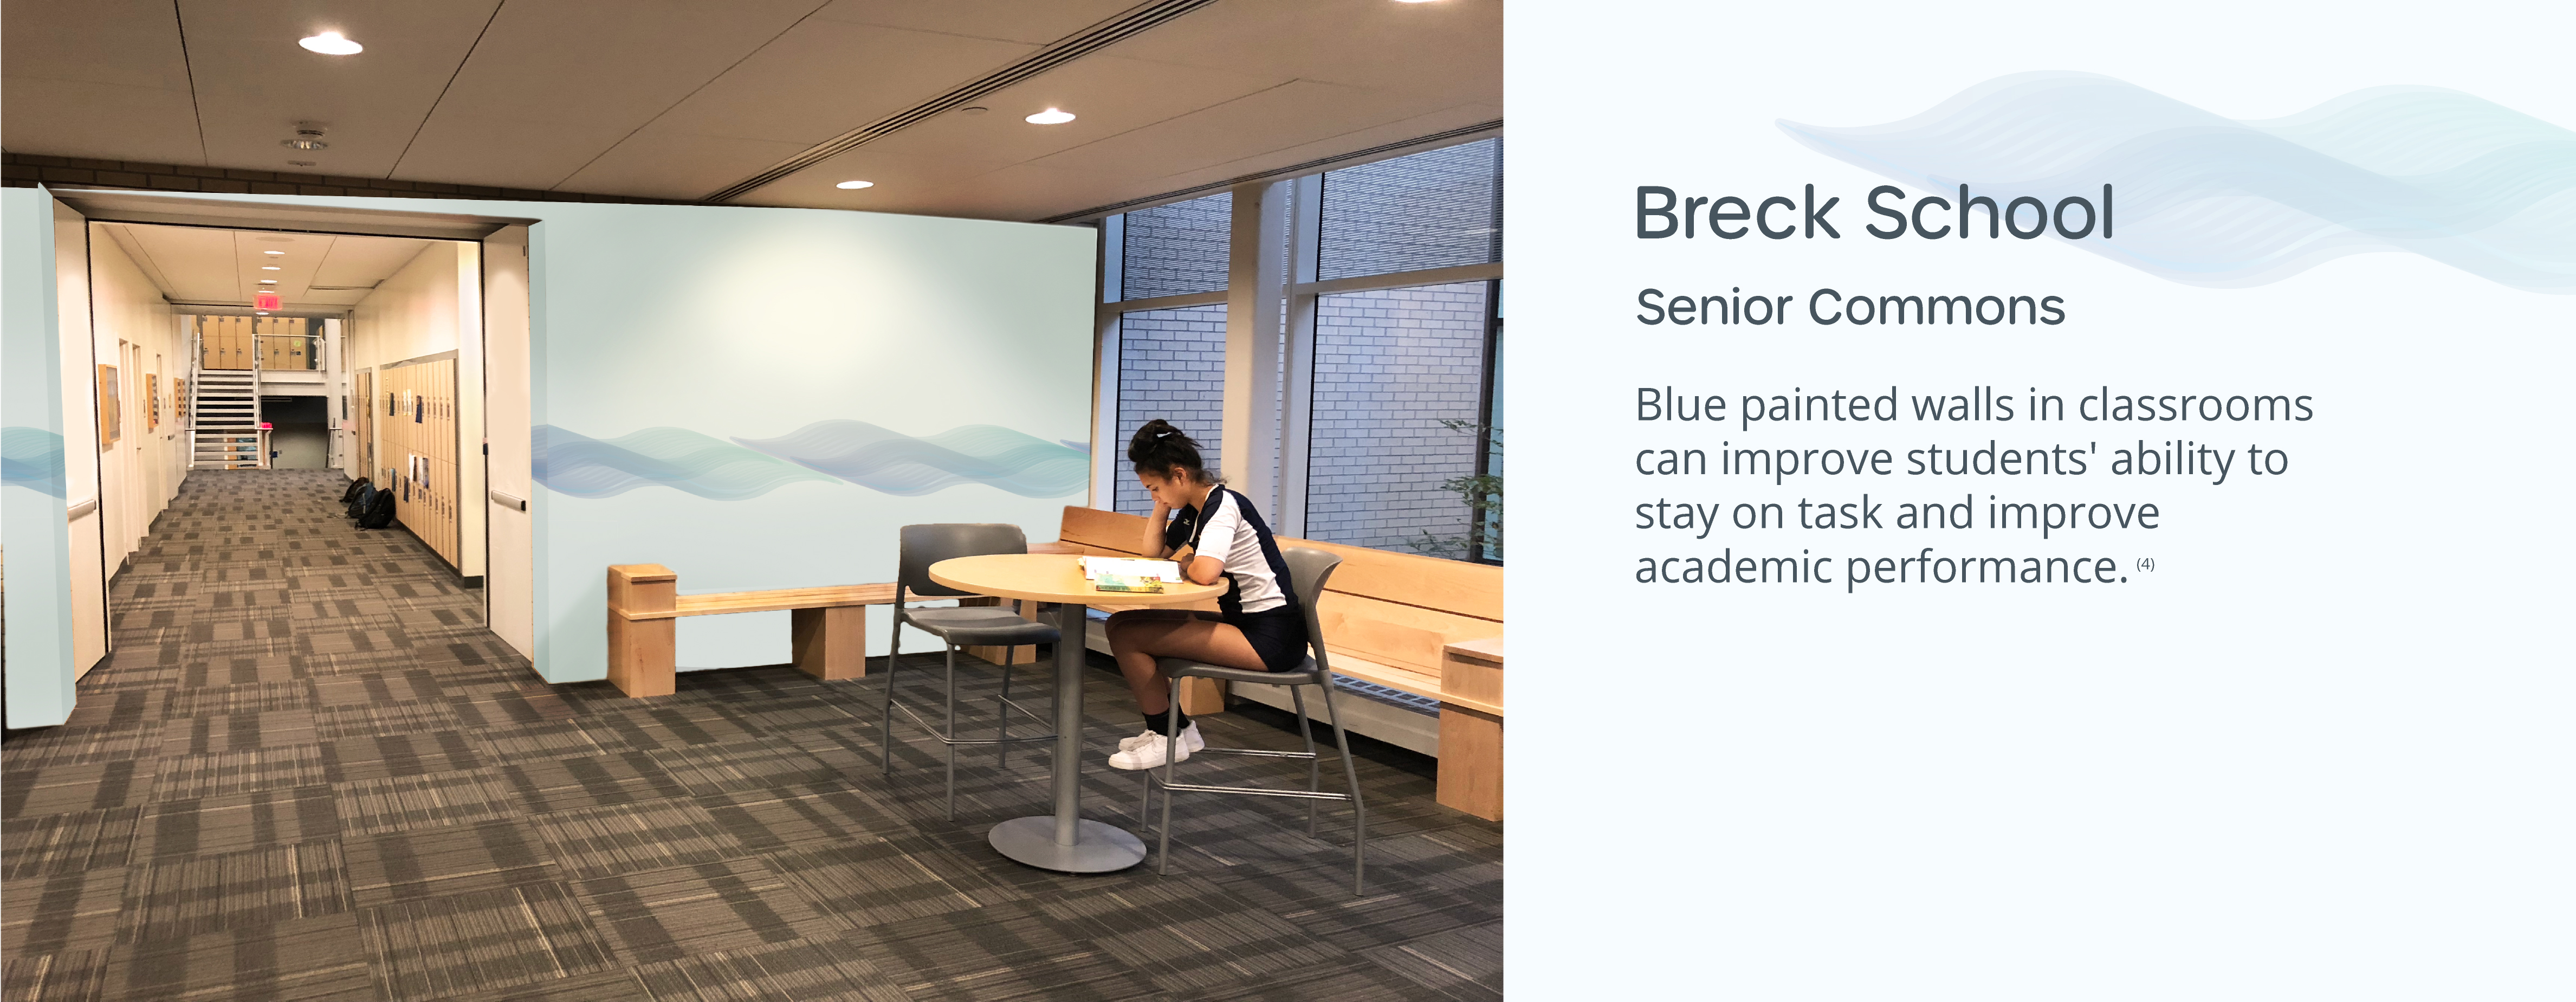 EXIT
Breck School
Senior Commons
Blue painted walls in classrooms
can improve students' ability to
stay on task and improve
academic performance. (4)